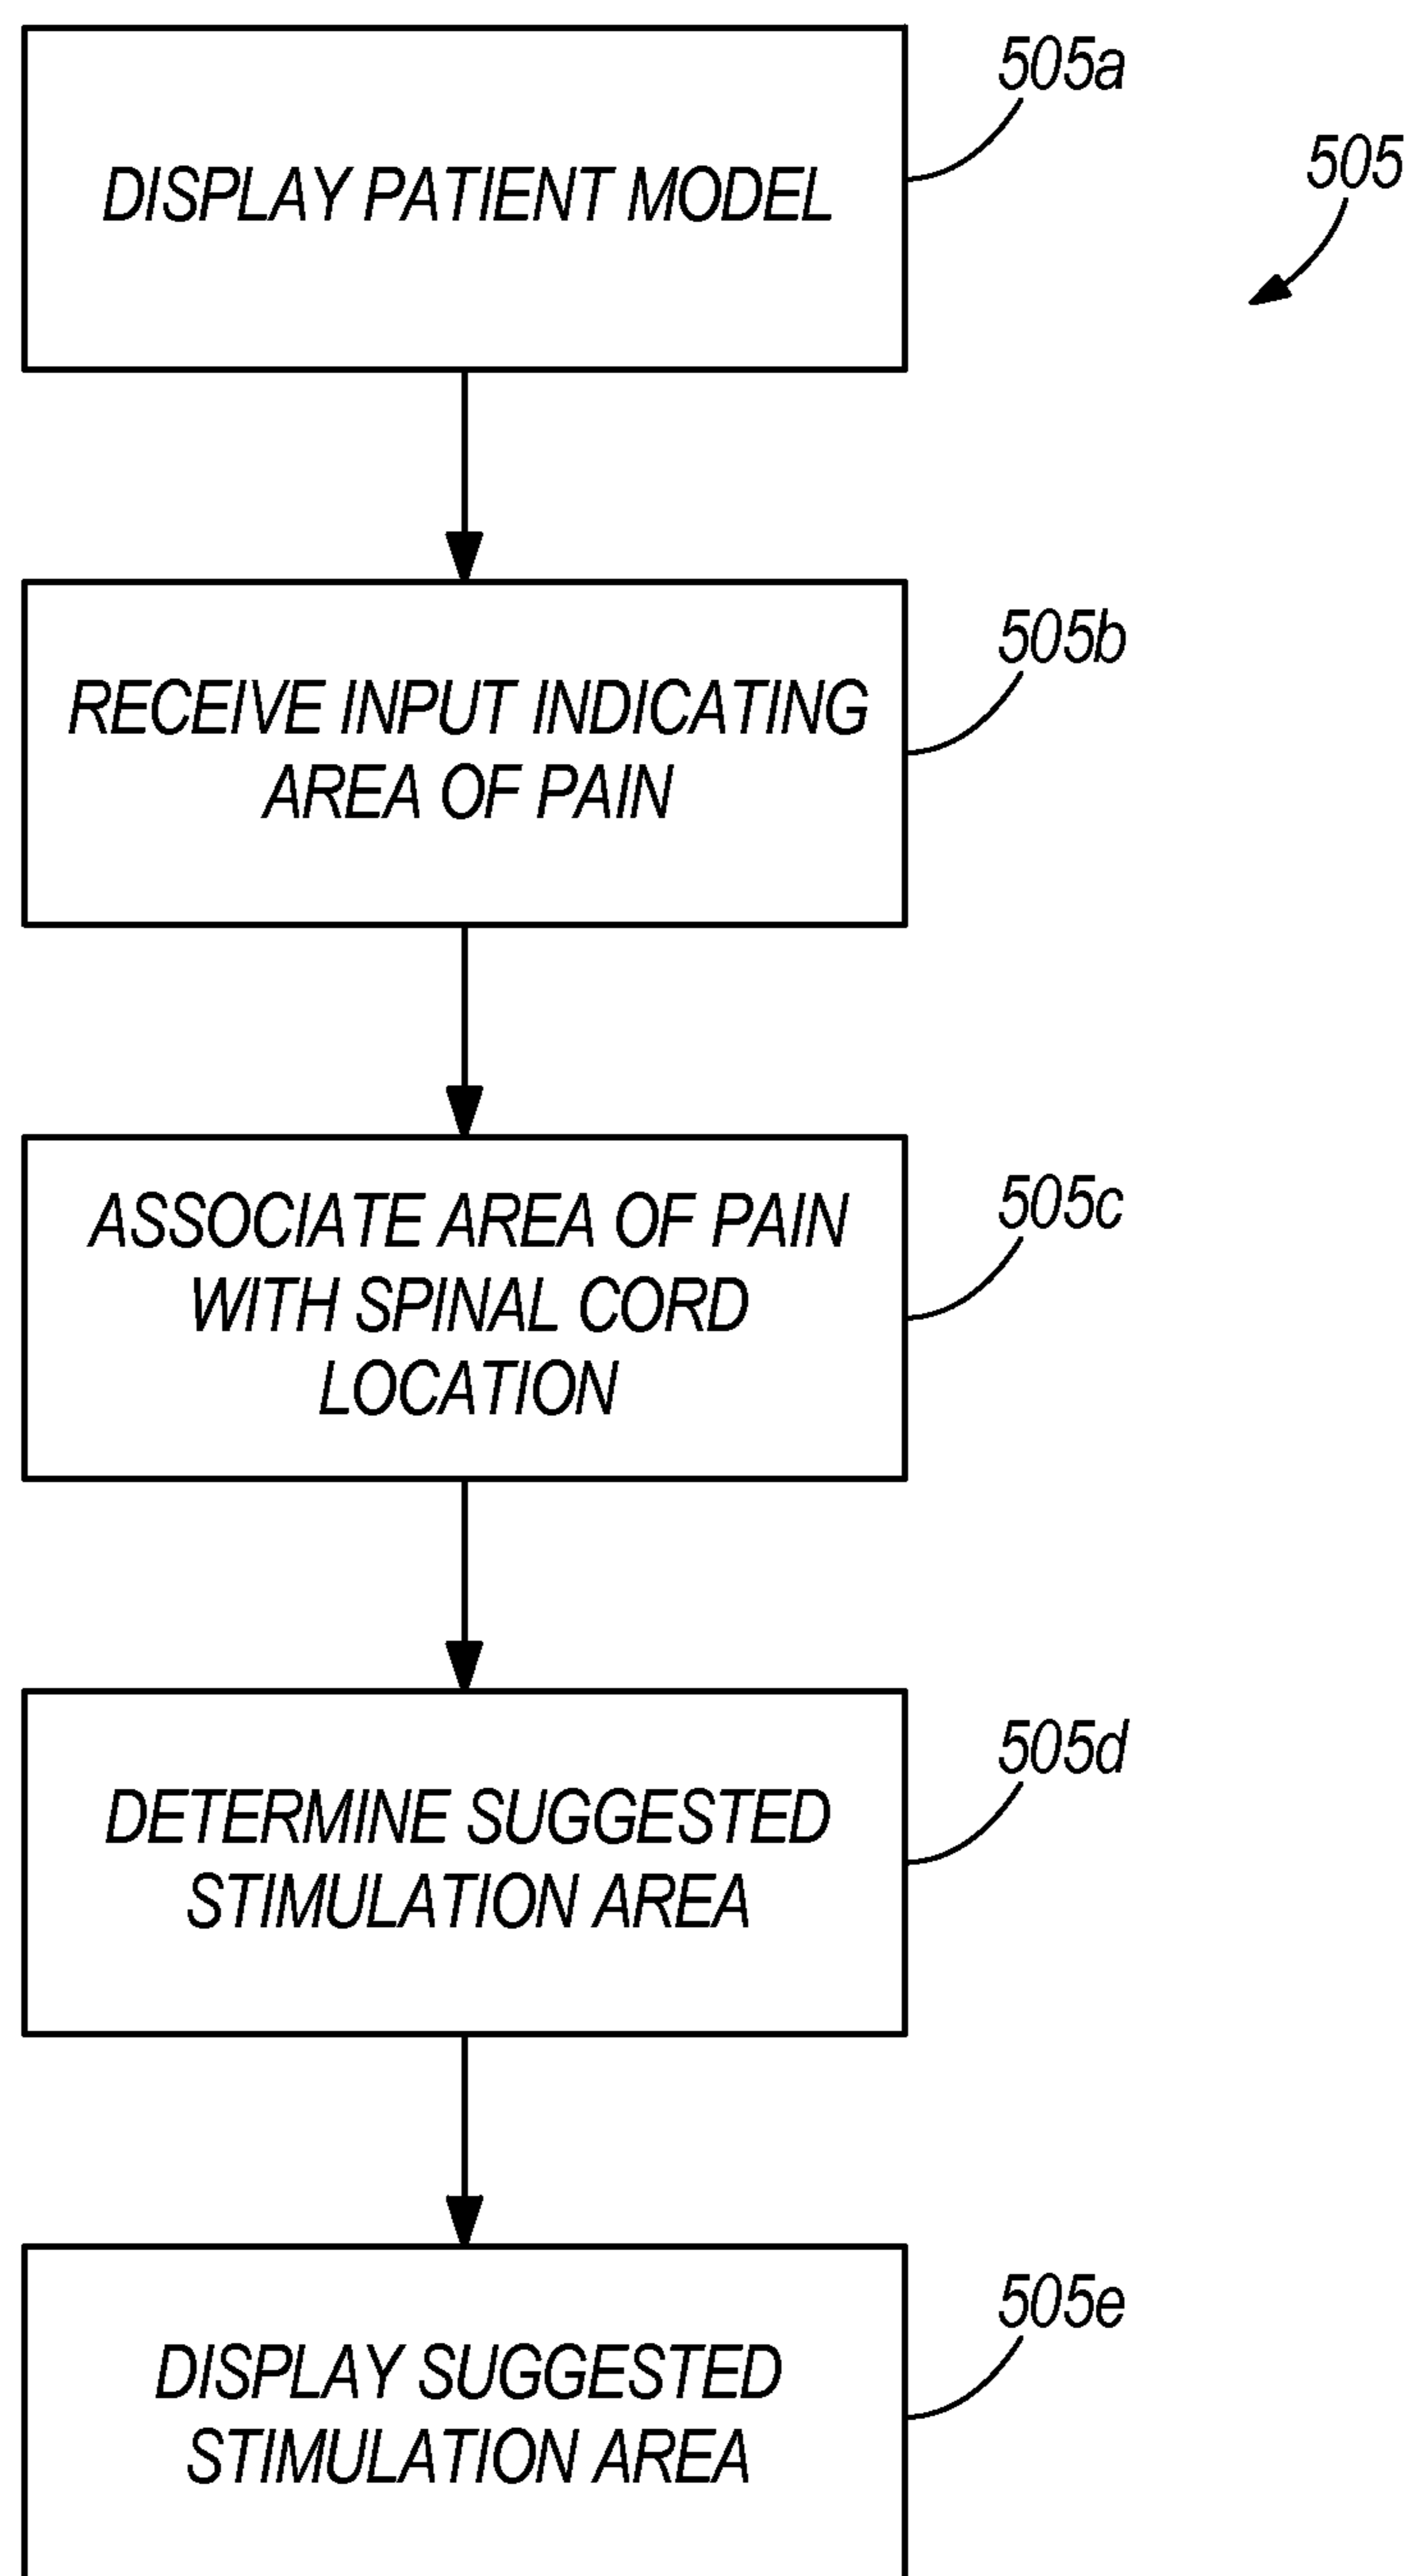 DISPLAY PATIENT MODEL
505a
505
RECEIVE INPUT INDICATING
AREA OF PAIN
505b
ASSOCIATE AREA OF PAIN
WITH SPINAL CORD
LOCATION
505c
DETERMINE SUGGESTED
STIMULATION AREA
505d
DISPLAY SUGGESTED
STIMULATION AREA
505e